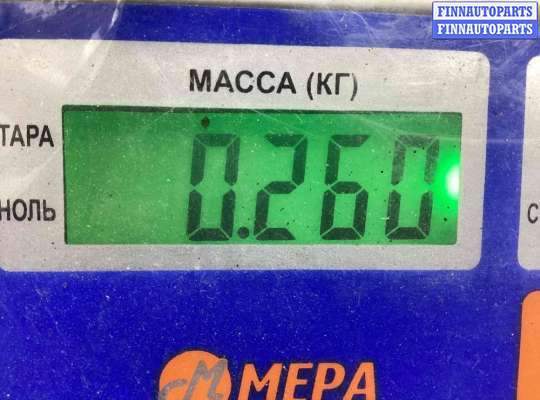 FINNAUTOPARTS
FINNAUTOPARTS
МАССА (КГ)
ТАРА
0.260
НОЛЬ
С
МЕРА